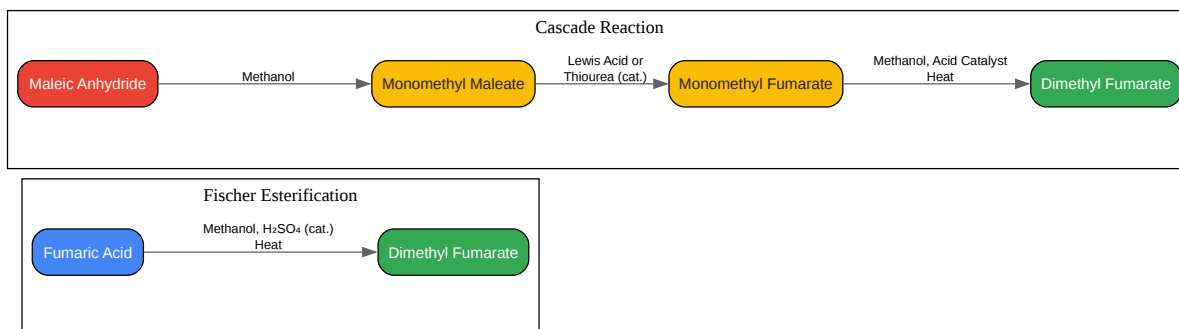 Cascade Reaction
Maleic Anhydride
Methanol
Monomethyl Maleate
Lewis Acid or
Thiourea (cat.)
Monomethyl Fumarate
Methanol, Acid Catalyst
Heat
Dimethyl Fumarate
Fischer Esterification
Fumaric Acid
Methanol, H₂SO₄ (cat.)
Heat
Dimethyl Fumarate